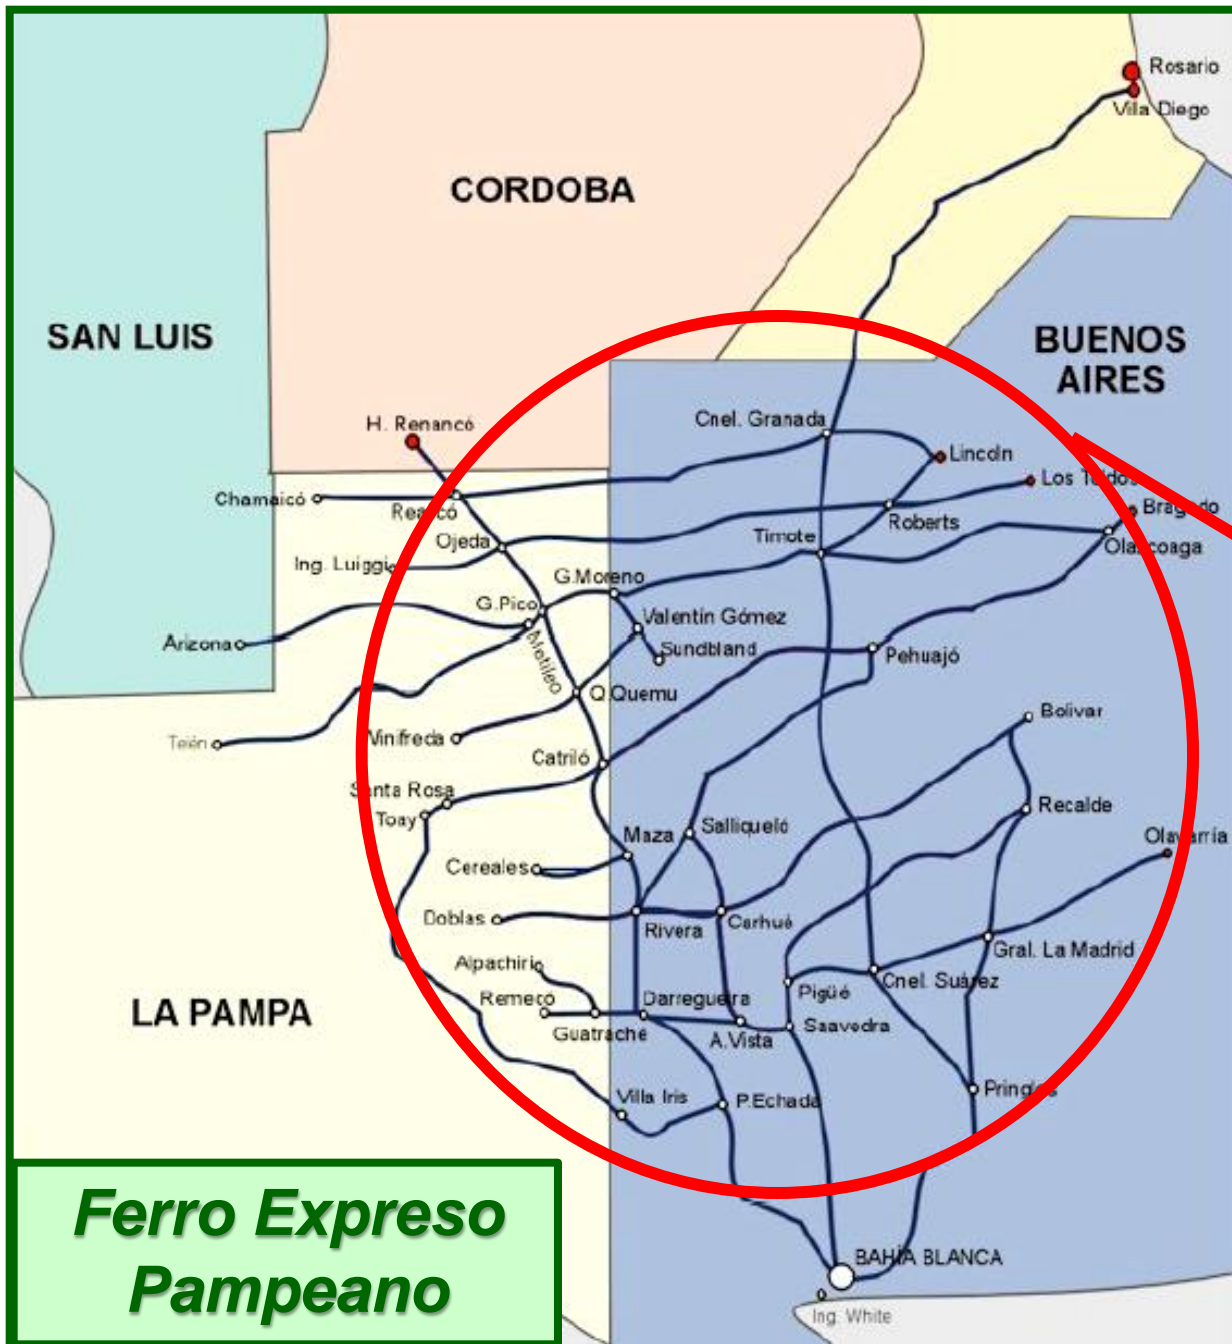 Rosario
Villa Diego
CORDOBA
SAN LUIS
BUENOS
AIRES
Cnel. Granada
H. Renancó
Lincoln
Los Toldos
Chamaicó
Realicó
Bragado
Roberts
Timote
Ojeda
Olascoaga
Ing. Luiggi
G.Moreno
G.Pico
Valentín Gómez
Arizona
Sundbland
Metileo
Pehuajó
Q.Quemu
Bolivar
Telén
Vinifreda
Catriló
Santa Rosa
Toay
Recalde
Maza
Salliqueló
Olavarría
Cereales
Doblas
Rivera
Carhué
Gral. La Madrid
Alpachiri
Pigüé
Cnel. Suárez
Remecó
Darregueira
LA PAMPA
Guatraché
A.Vista
Saavedra
Villa Iris
P.Echada
Pringles
Ferro Expreso
Pampeano
BAHÍA BLANCA
Ing. White